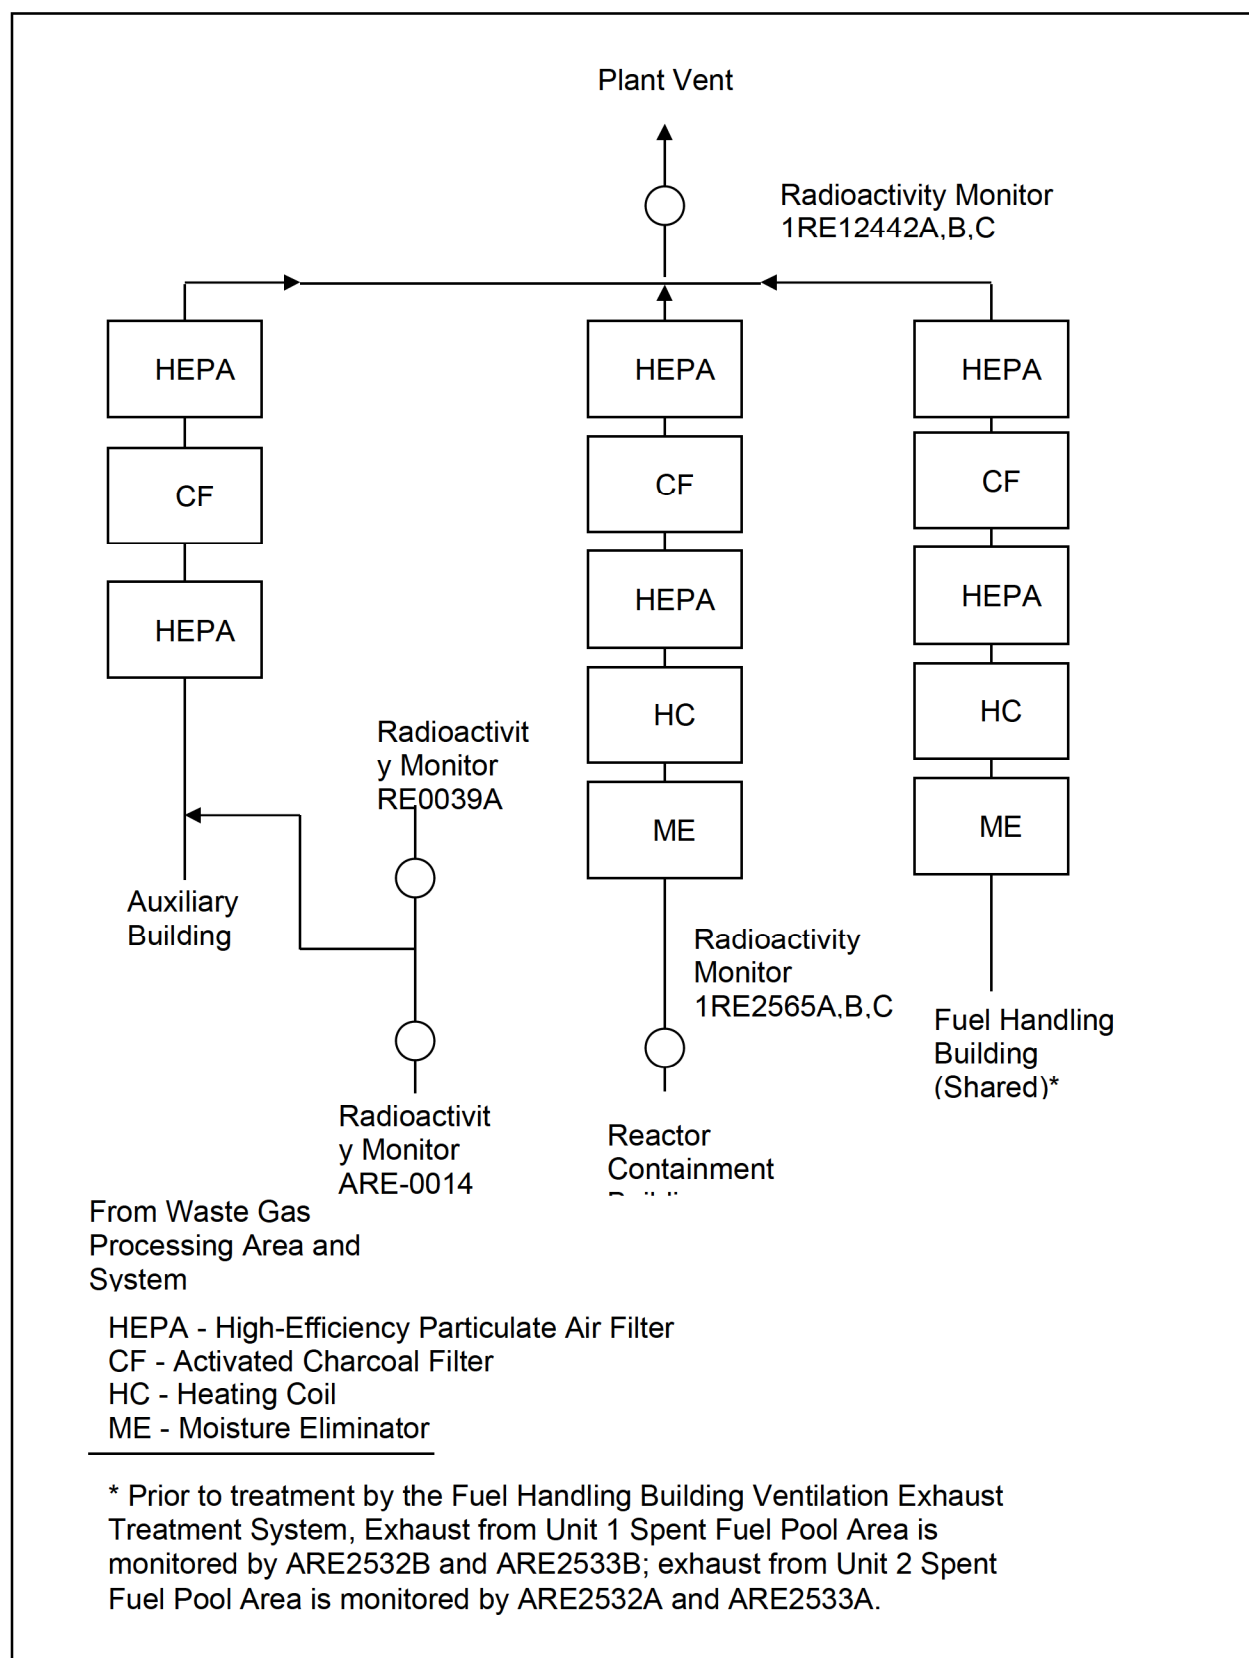 Plant Vent
Radioactivity Monitor
1RE12442A,B,C
HEPA
HEPA
HEPA
CF
CF
CF
HEPA
HEPA
HEPA
HC
HC
Radioactivit
y Monitor
RE0039A
ME
ME
Auxiliary
Building
Radioactivity
Monitor
1RE2565A,B,C
Fuel Handling
Building
(Shared)*
Radioactivit
y Monitor
ARE-0014
Reactor
Containment
From Waste Gas
Processing Area and
System
HEPA - High-Efficiency Particulate Air Filter
CF - Activated Charcoal Filter
HC - Heating Coil
ME - Moisture Eliminator
* Prior to treatment by the Fuel Handling Building Ventilation Exhaust
Treatment System, Exhaust from Unit 1 Spent Fuel Pool Area is
monitored by ARE2532B and ARE2533B; exhaust from Unit 2 Spent
Fuel Pool Area is monitored by ARE2532A and ARE2533A.